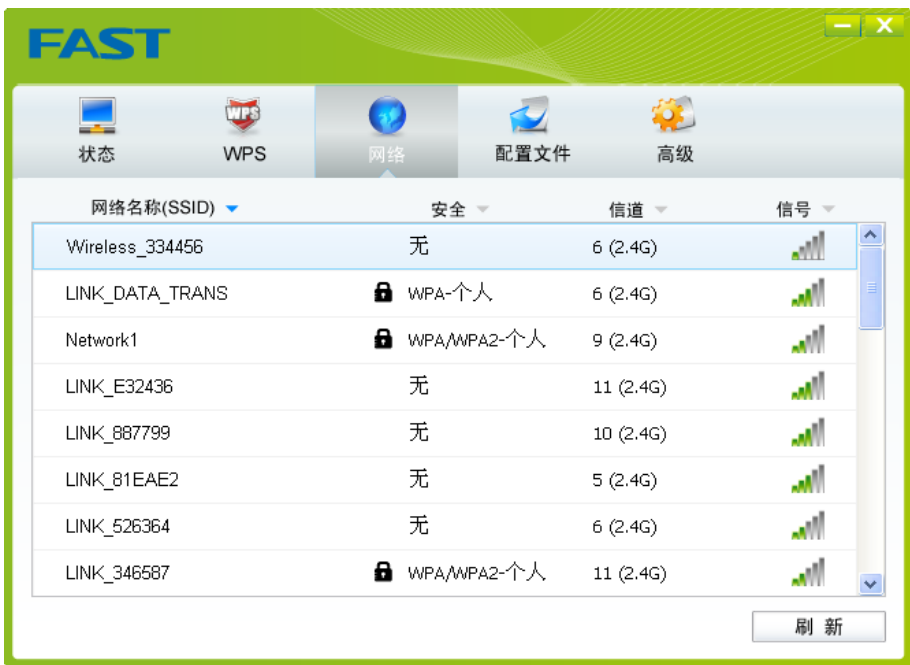 FAST
WPS
状态 WPS 网络 配置文件 高级
网络名称(SSID) 安全 信道 信号
Wireless_334456 无 6 (2.4G)
LINK_DATA_TRANS WPA-个人 6 (2.4G)
Network1 WPA/WPA2-个人 9 (2.4G)
LINK_E32436 无 11 (2.4G)
LINK_887799 无 10 (2.4G)
LINK_81EAE2 无 5 (2.4G)
LINK_526364 无 6 (2.4G)
LINK_346587 WPA/WPA2-个人 11 (2.4G)
刷 新